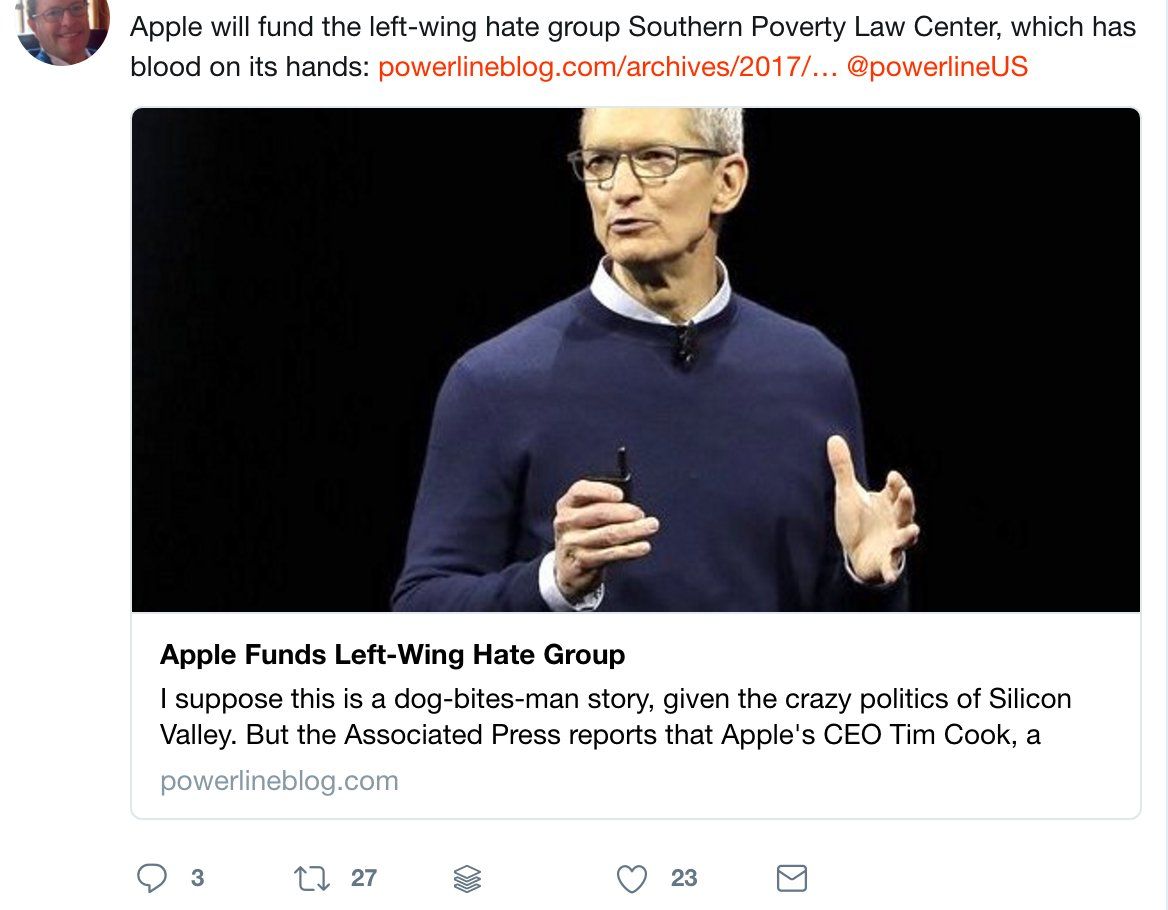 Apple will fund the left-wing hate group Southern Poverty Law Center, which has
blood on its hands: powerlineblog.com/archives/2017/… @powerlineUS
Apple Funds Left-Wing Hate Group
I suppose this is a dog-bites-man story, given the crazy politics of Silicon
Valley. But the Associated Press reports that Apple's CEO Tim Cook, a
powerlineblog.com
3 27 23